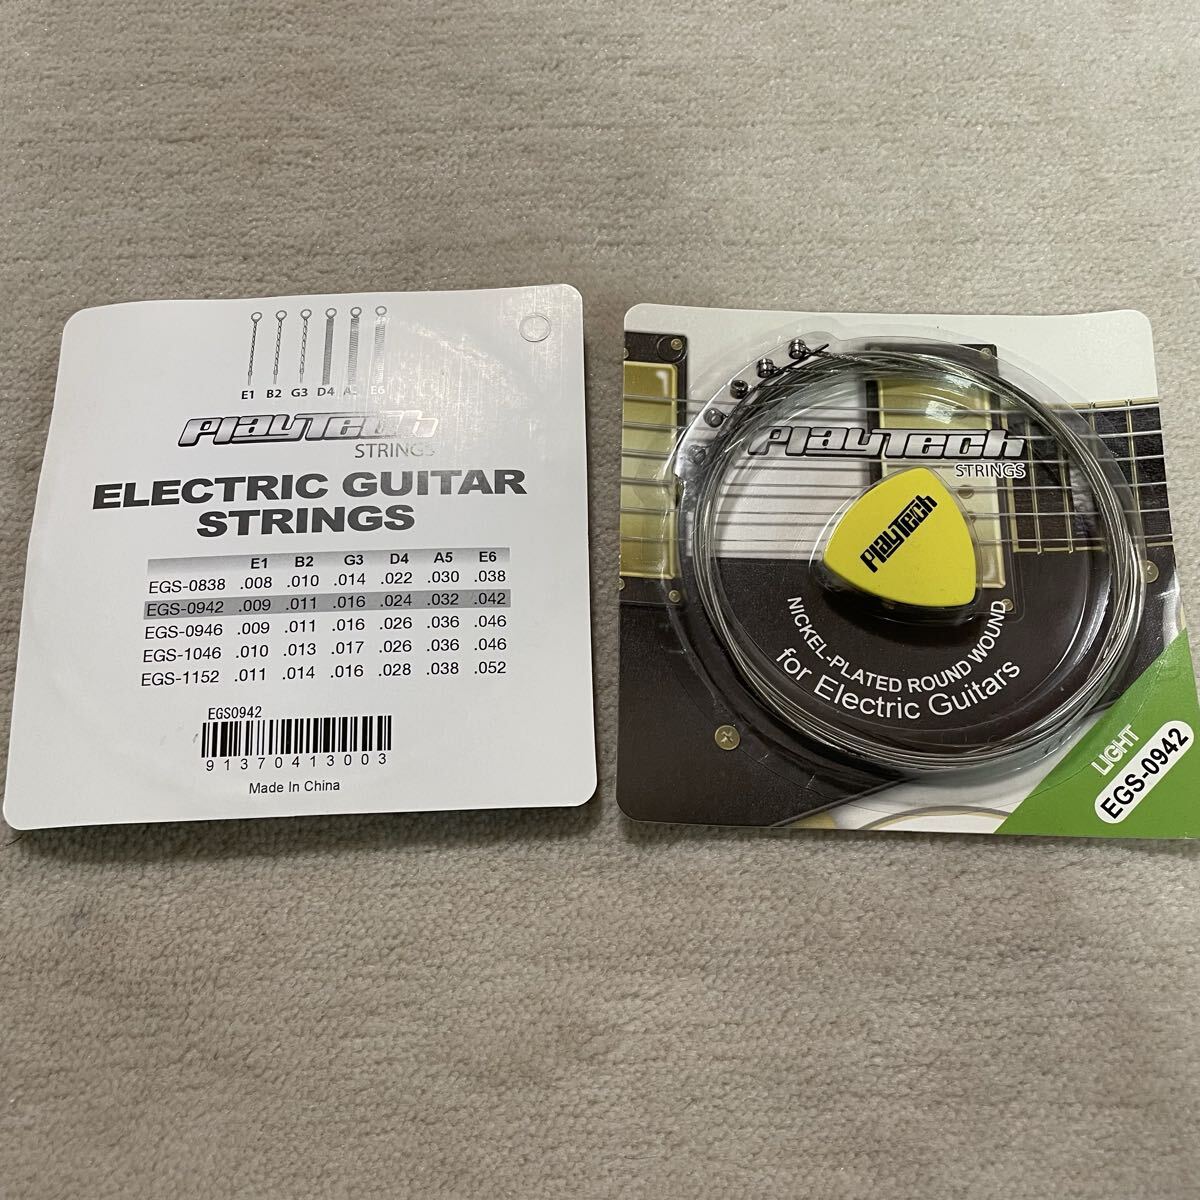 E1 B2 G3 D4 A5 E6
PLAYTECH
STRINGS
ELECTRIC GUITAR
STRINGS
E1 B2 G3 D4 A5 E6
EGS-0838 .008 .010 .014 .022 .030 .038
EGS-0942 .009 .011 .016 .024 .032 .042
EGS-0946 .009 .011 .016 .026 .036 .046
EGS-1046 .010 .013 .017 .026 .036 .046
EGS-1152 .011 .014 .016 .028 .038 .052
EGS0942
91370413003
Made In China
PLAYTECH
STRINGS
PLAYTECH
NICKEL-PLATED ROUND WOUND
for Electric Guitars
LIGHT
EGS-0942